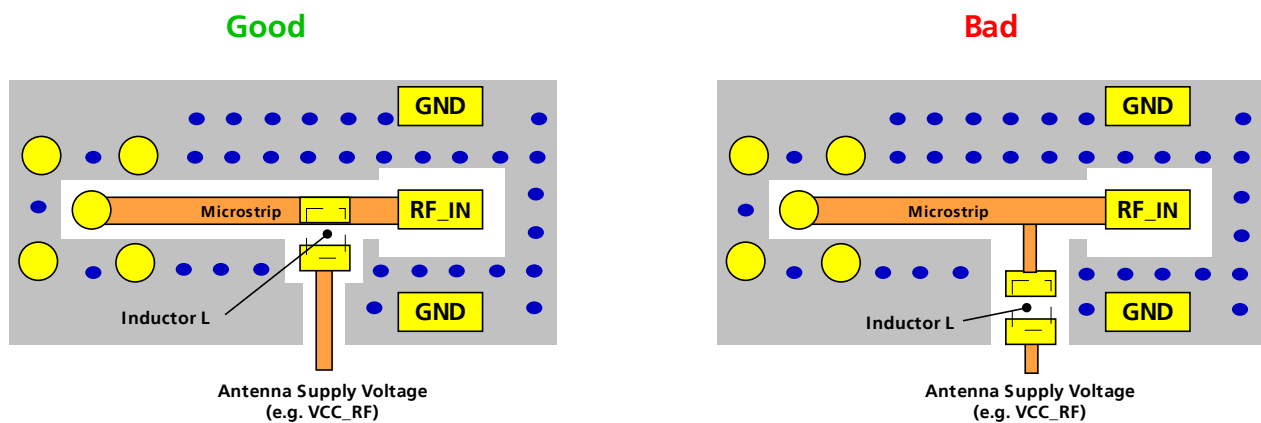 Good
GND
Microstrip
RF_IN
GND
Inductor L
Antenna Supply Voltage
(e.g. VCC_RF)
Bad
GND
Microstrip
RF_IN
GND
Inductor L
Antenna Supply Voltage
(e.g. VCC_RF)